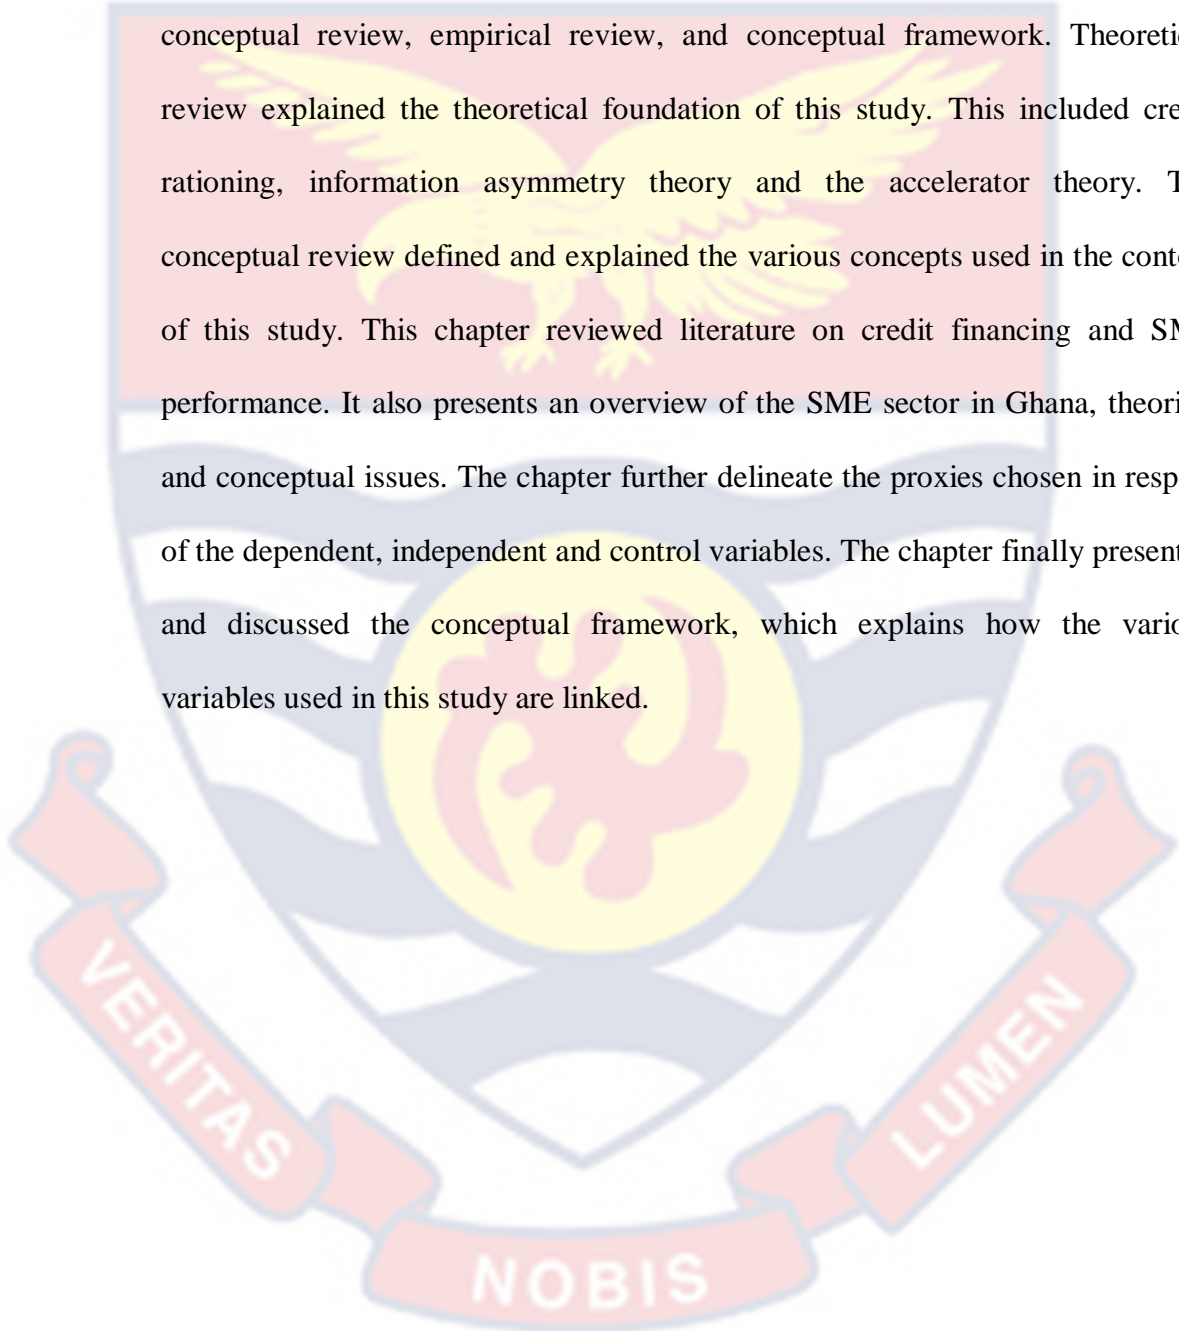 conceptual review, empirical review, and conceptual framework. Theoretic
review explained the theoretical foundation of this study. This included cre
rationing, information asymmetry theory and the accelerator theory. T
conceptual review defined and explained the various concepts used in the conte
of this study. This chapter reviewed literature on credit financing and SM
performance. It also presents an overview of the SME sector in Ghana, theori
and conceptual issues. The chapter further delineate the proxies chosen in resp
of the dependent, independent and control variables. The chapter finally present
and discussed the conceptual framework, which explains how the vario
variables used in this study are linked.
VERITAS
NOBIS
LUMEN